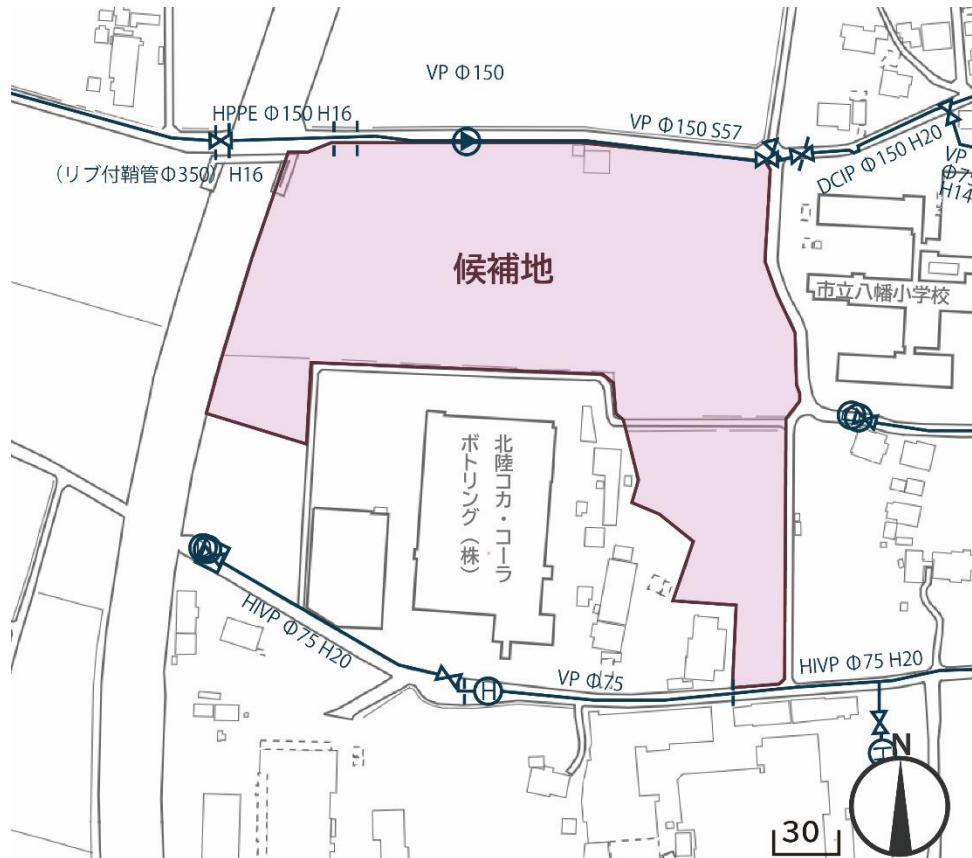 VP Φ150
HPPE Φ150 H16
VP Φ150 S57
(リブ付鞘管Φ350) H16
DCIP Φ150 H20
VP
Φ75
H14
候補地
市立八幡小学校
北陸コカ・コーラ
ボトリング（株）
HIVP Φ75 H20
VP Φ75
HIVP Φ75 H20
H
H
N
30